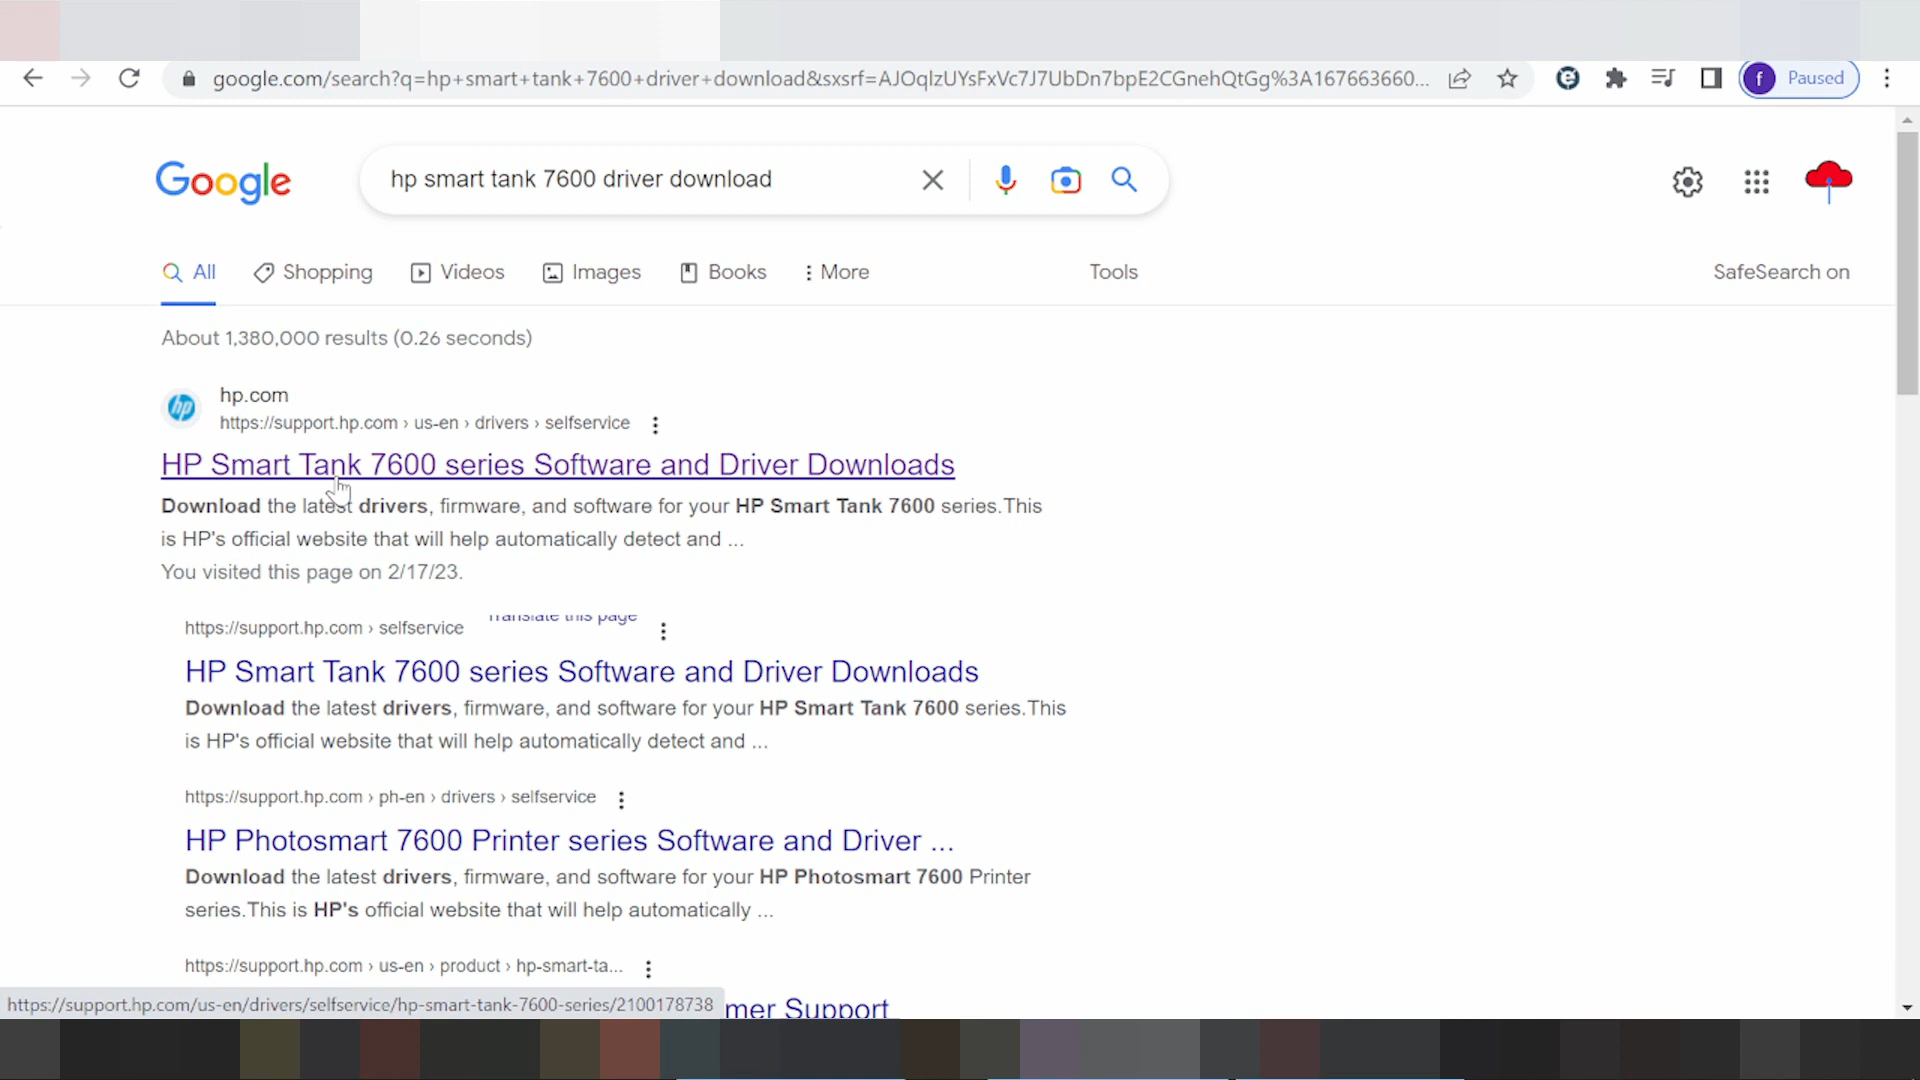 google.com/search?q=hp+smart+tank+7600+driver+download&sxsrf=AJOqlzUYsFxVc7J7UbDn7bpE2CGnehQtGg%3A167663660...
f Paused
Google
hp smart tank 7600 driver download
All Shopping Videos Images Books More Tools SafeSearch on
About 1,380,000 results (0.26 seconds)
hp
hp.com
https://support.hp.com › us-en › drivers › selfservice
HP Smart Tank 7600 series Software and Driver Downloads
Download the latest drivers, firmware, and software for your HP Smart Tank 7600 series.This
is HP's official website that will help automatically detect and ...
You visited this page on 2/17/23.
https://support.hp.com › selfservice Translate this page
HP Smart Tank 7600 series Software and Driver Downloads
Download the latest drivers, firmware, and software for your HP Smart Tank 7600 series.This
is HP's official website that will help automatically detect and ...
https://support.hp.com › ph-en › drivers › selfservice
HP Photosmart 7600 Printer series Software and Driver ...
Download the latest drivers, firmware, and software for your HP Photosmart 7600 Printer
series.This is HP's official website that will help automatically ...
https://support.hp.com › us-en › product › hp-smart-ta...
mer Support
https://support.hp.com/us-en/drivers/selfservice/hp-smart-tank-7600-series/2100178738